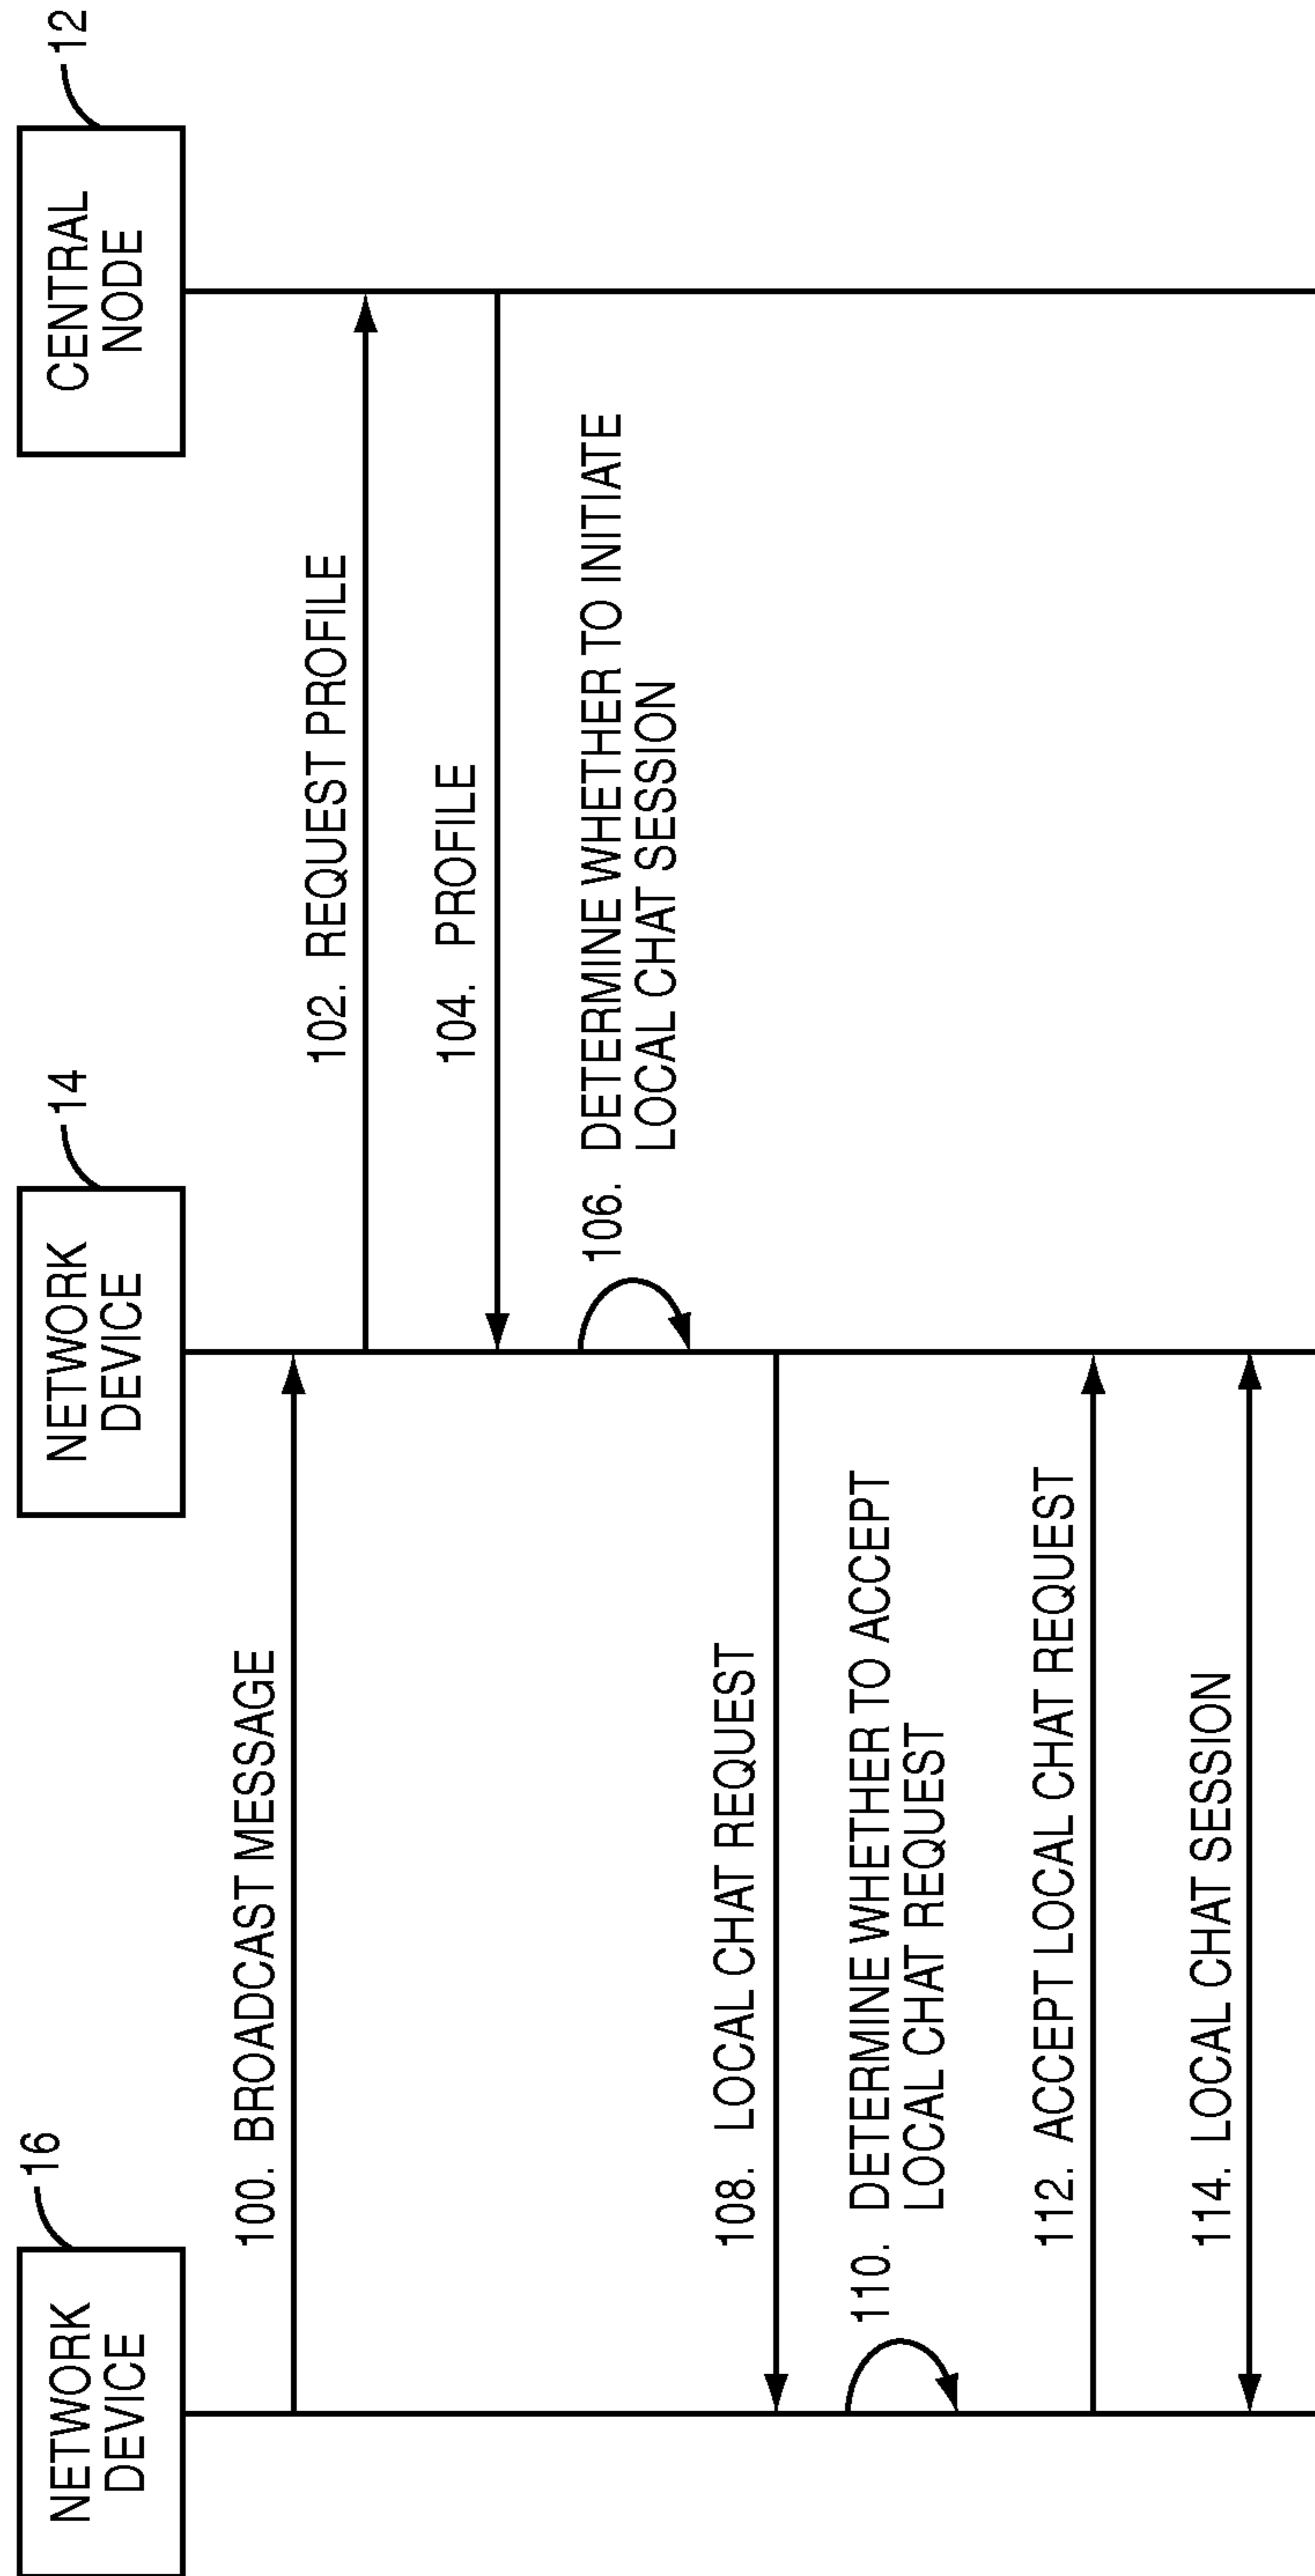 NETWORK
DEVICE
16
NETWORK
DEVICE
14
CENTRAL
NODE
12
100. BROADCAST MESSAGE
102. REQUEST PROFILE
104. PROFILE
106. DETERMINE WHETHER TO INITIATE
LOCAL CHAT SESSION
108. LOCAL CHAT REQUEST
110. DETERMINE WHETHER TO ACCEPT
LOCAL CHAT REQUEST
112. ACCEPT LOCAL CHAT REQUEST
114. LOCAL CHAT SESSION